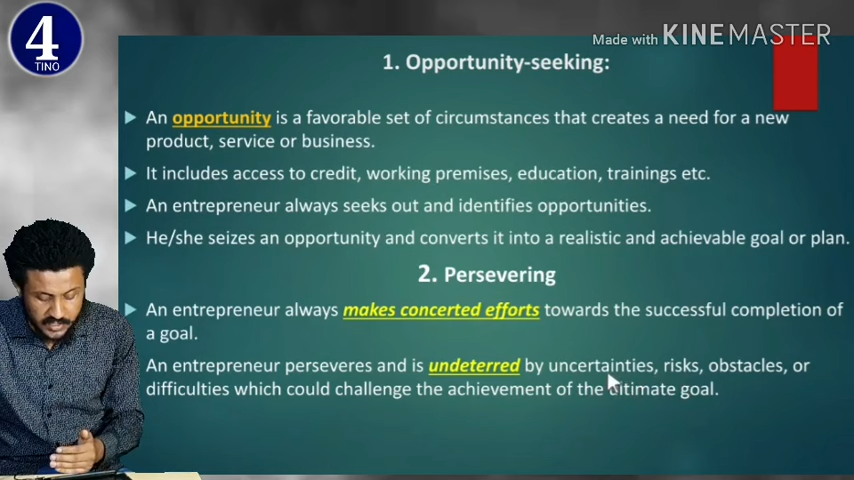 4
TINO
Made with KINEMASTER
1. Opportunity-seeking:
An opportunity is a favorable set of circumstances that creates a need for a new
product, service or business.
It includes access to credit, working premises, education, trainings etc.
An entrepreneur always seeks out and identifies opportunities.
He/she seizes an opportunity and converts it into a realistic and achievable goal or plan.
2. Persevering
An entrepreneur always makes concerted efforts towards the successful completion of
a goal.
An entrepreneur perseveres and is undeterred by uncertainties, risks, obstacles, or
difficulties which could challenge the achievement of the ultimate goal.